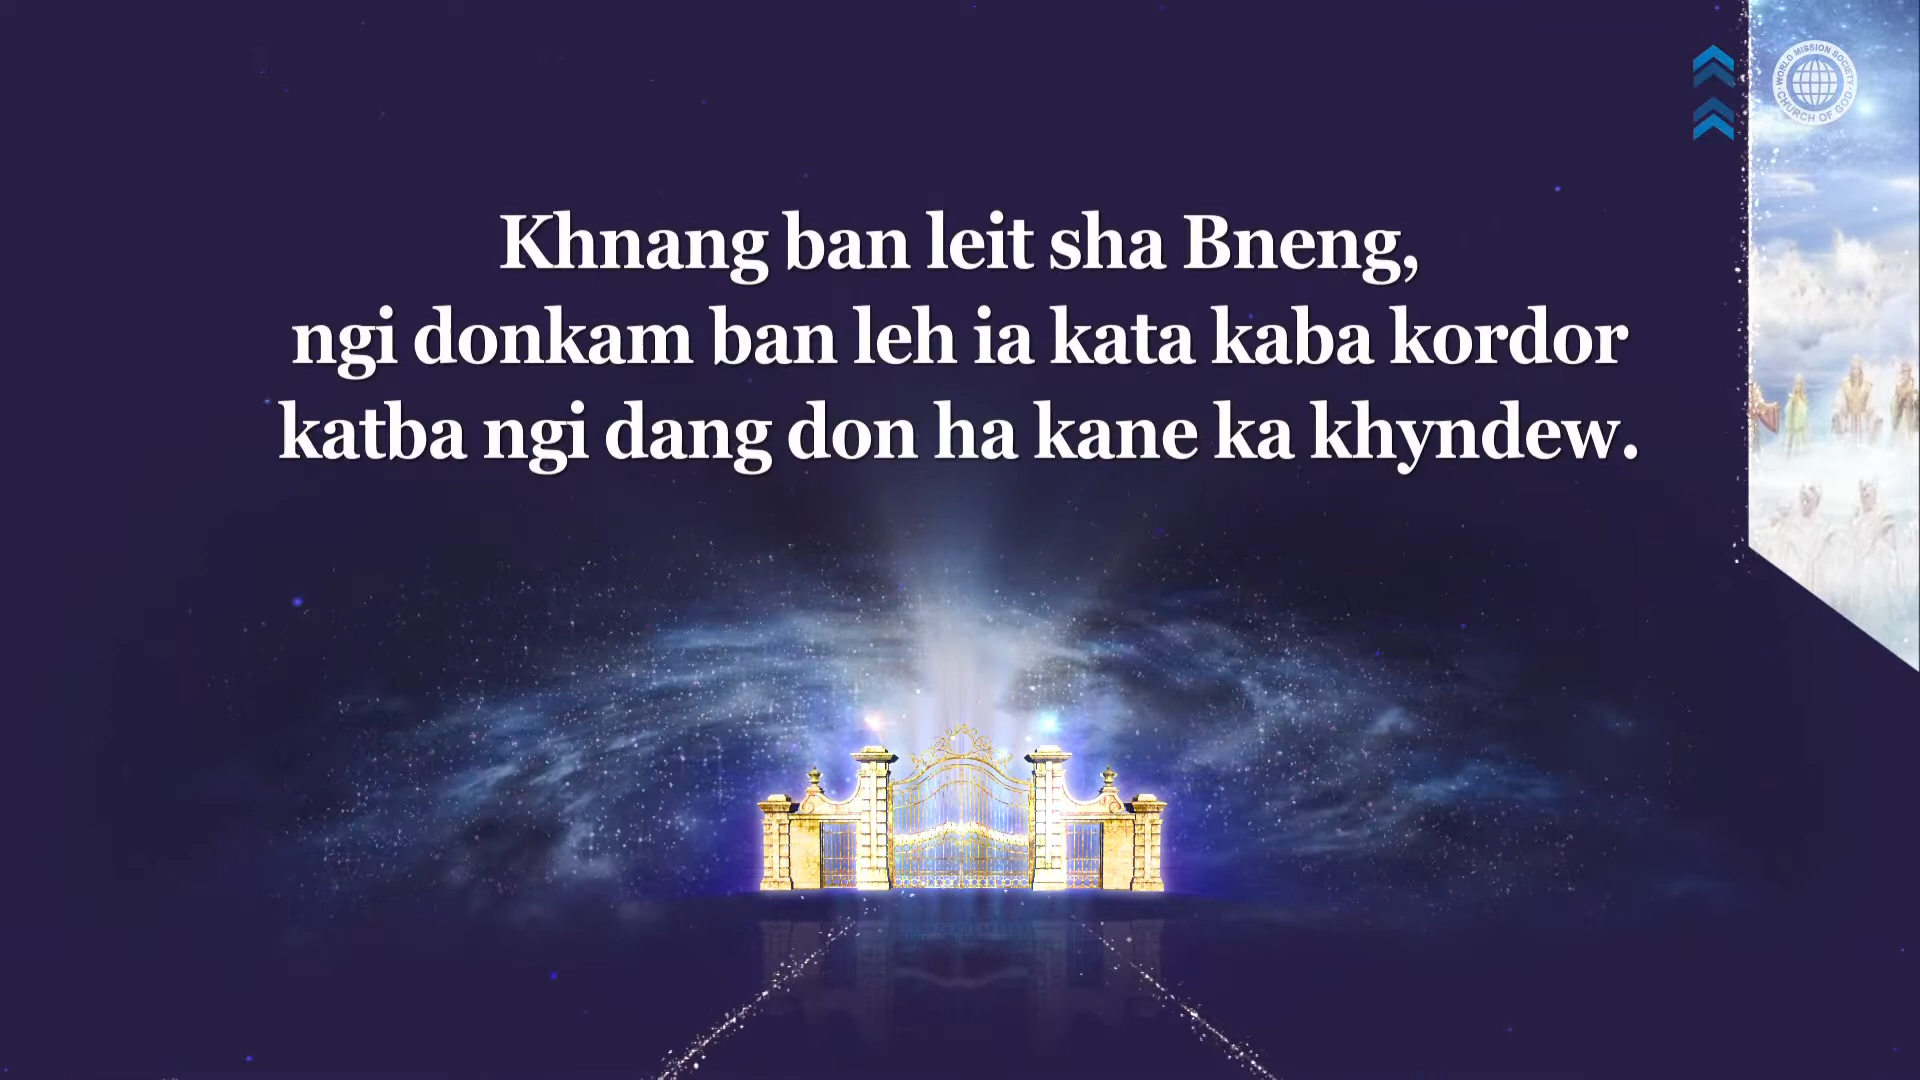 WORLD MISSION SOCIETY
CHURCH OF GOD
Khnang ban leit sha Bneng,
ngi donkam ban leh ia kata kaba kordor
katba ngi dang don ha kane ka khyndew.